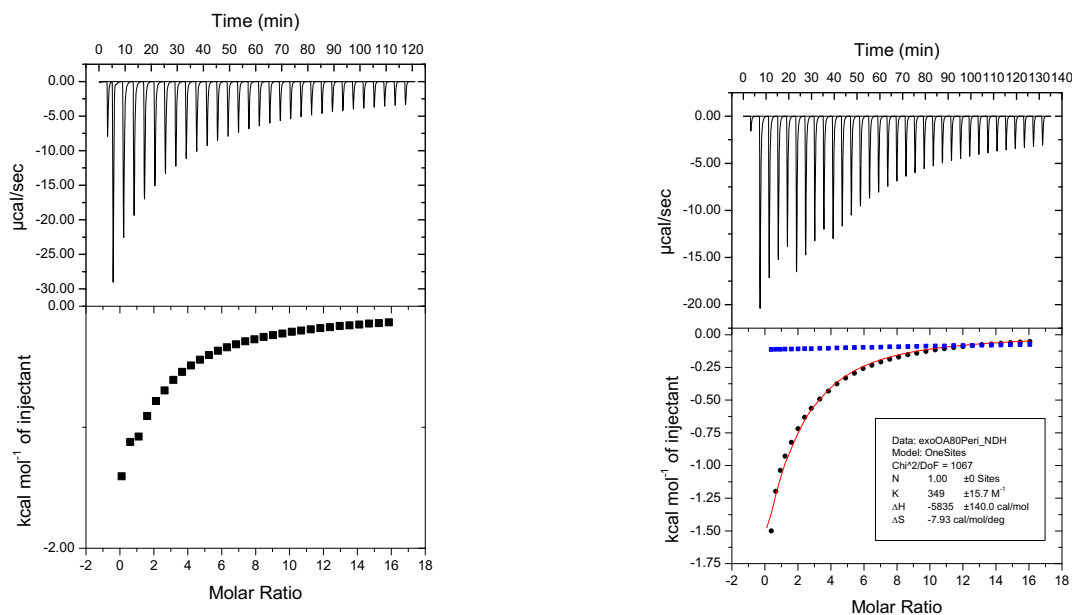 Time (min)
0 10 20 30 40 50 60 70 80 90 100 110 120
0.00
-5.00
-10.00
-15.00
-20.00
-25.00
-30.00
µcal/sec
0.00
-2.00
kcal mol⁻¹ of injectant
-2 0 2 4 6 8 10 12 14 16 18
Molar Ratio
Time (min)
0 10 20 30 40 50 60 70 80 90 100 110 120 130 140
0.00
-5.00
-10.00
-15.00
-20.00
µcal/sec
0.00
-0.25
-0.50
-0.75
-1.00
-1.25
-1.50
-1.75
kcal mol⁻¹ of injectant
Data: exoOA80Peri_NDH
Model: OneSites
Chi^2/DoF = 1067
N 1.00 ±0 Sites
K 349 ±15.7 M⁻¹
ΔH -5835 ±140.0 cal/mol
ΔS -7.93 cal/mol/deg
-2 0 2 4 6 8 10 12 14 16 18
Molar Ratio